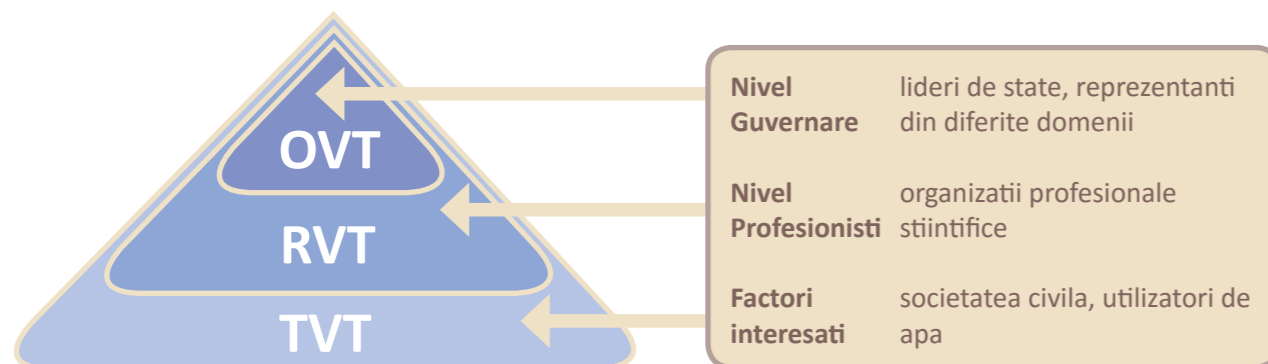 OVT
RVT
TVT
Nivel lideri de state, reprezentanti
Guvernare din diferite domenii
Nivel organizatii profesionale
Profesionisti stiintifice
Factori societatea civila, utilizatori de
interesati apa